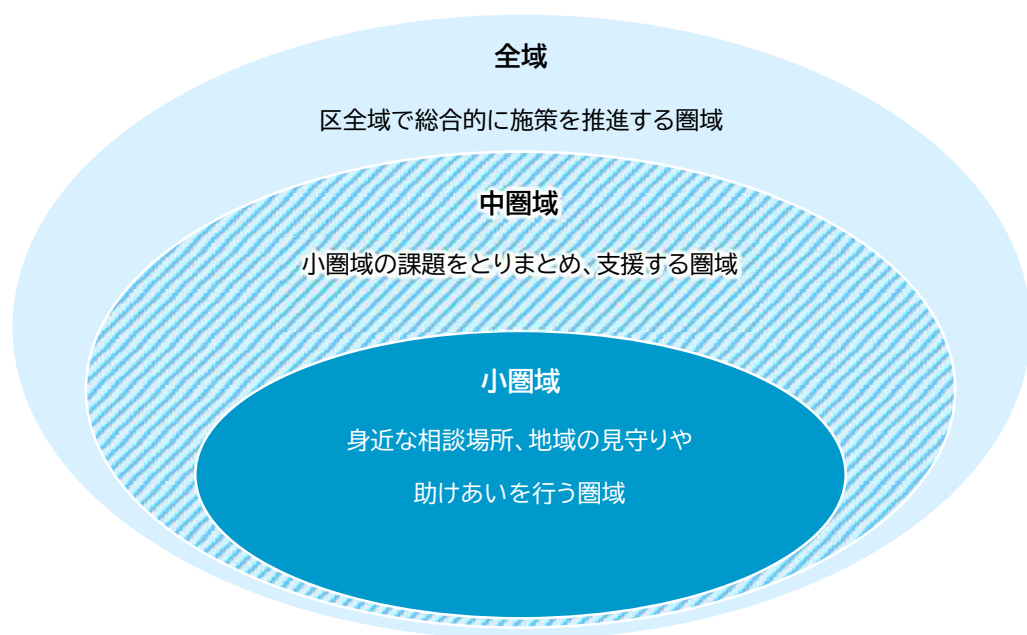 全域
区全域で総合的に施策を推進する圏域
中圏域
小圏域の課題をとりまとめ、支援する圏域
小圏域
身近な相談場所、地域の見守りや
助けあいを行う圏域